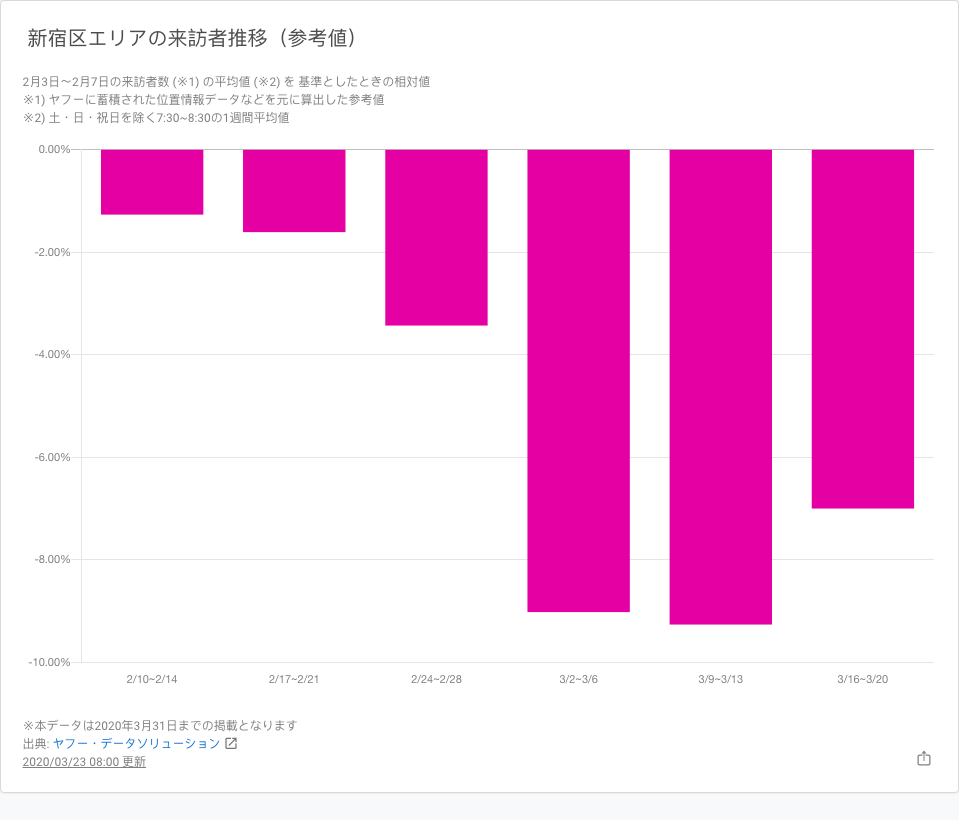 新宿区エリアの来訪者推移（参考値）
2月3日〜2月7日の来訪者数 (※1) の平均値 (※2) を 基準としたときの相対値
※1) ヤフーに蓄積された位置情報データなどを元に算出した参考値
※2) 土・日・祝日を除く7:30~8:30の1週間平均値
0.00%
-2.00%
-4.00%
-6.00%
-8.00%
-10.00%
2/10~2/14 2/17~2/21 2/24~2/28 3/2~3/6 3/9~3/13 3/16~3/20
※本データは2020年3月31日までの掲載となります
出典: ヤフー・データソリューション
2020/03/23 08:00 更新